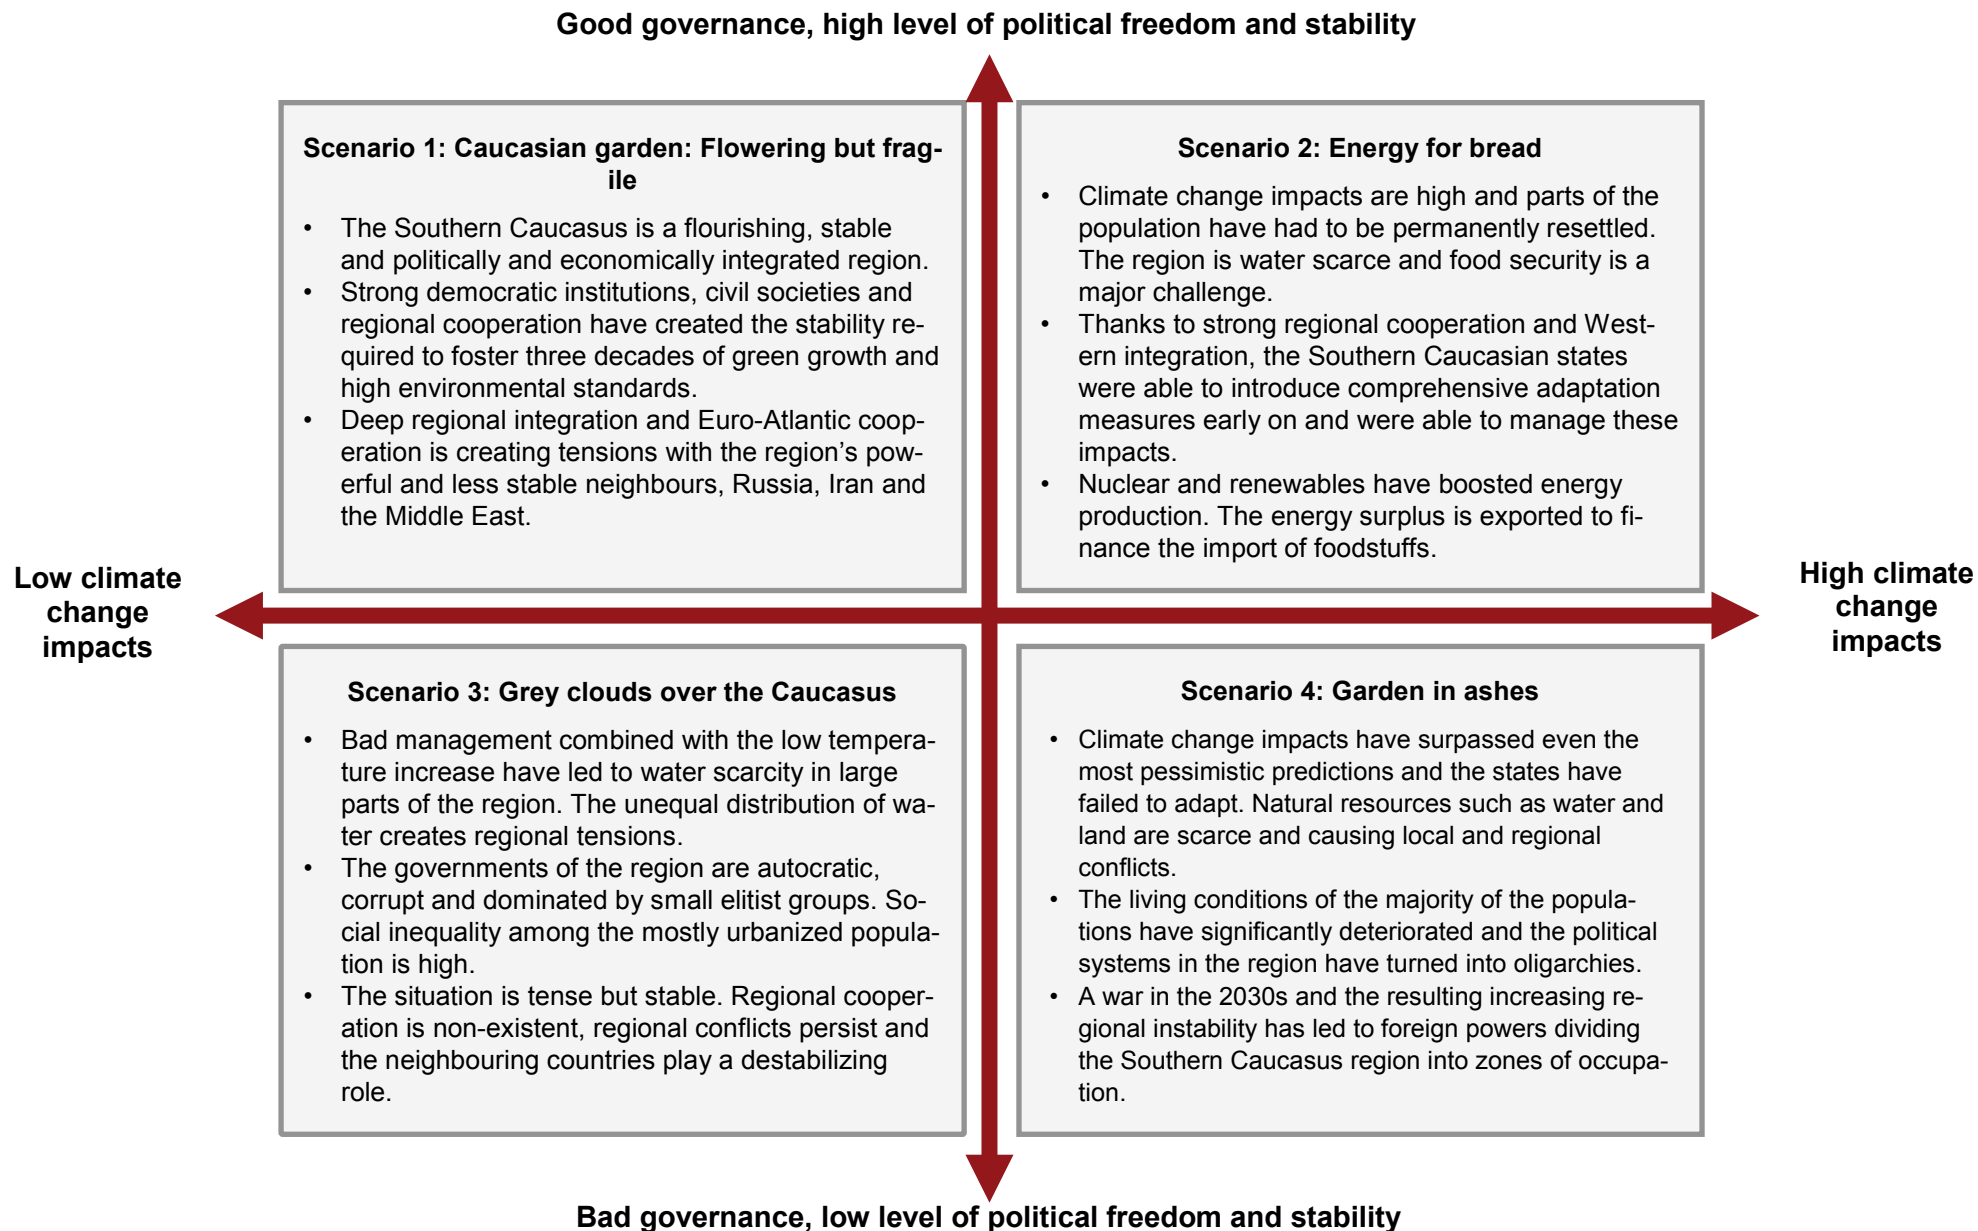 Good governance, high level of political freedom and stability
Scenario 1: Caucasian garden: Flowering but frag-
ile
• The Southern Caucasus is a flourishing, stable
and politically and economically integrated region.
• Strong democratic institutions, civil societies and
regional cooperation have created the stability re-
quired to foster three decades of green growth and
high environmental standards.
• Deep regional integration and Euro-Atlantic coop-
eration is creating tensions with the region’s pow-
erful and less stable neighbours, Russia, Iran and
the Middle East.
Scenario 2: Energy for bread
• Climate change impacts are high and parts of the
population have had to be permanently resettled.
The region is water scarce and food security is a
major challenge.
• Thanks to strong regional cooperation and West-
ern integration, the Southern Caucasian states
were able to introduce comprehensive adaptation
measures early on and were able to manage these
impacts.
• Nuclear and renewables have boosted energy
production. The energy surplus is exported to fi-
nance the import of foodstuffs.
Low climate
change
impacts
High climate
change
impacts
Scenario 3: Grey clouds over the Caucasus
• Bad management combined with the low tempera-
ture increase have led to water scarcity in large
parts of the region. The unequal distribution of wa-
ter creates regional tensions.
• The governments of the region are autocratic,
corrupt and dominated by small elitist groups. So-
cial inequality among the mostly urbanized popula-
tion is high.
• The situation is tense but stable. Regional cooper-
ation is non-existent, regional conflicts persist and
the neighbouring countries play a destabilizing
role.
Scenario 4: Garden in ashes
• Climate change impacts have surpassed even the
most pessimistic predictions and the states have
failed to adapt. Natural resources such as water and
land are scarce and causing local and regional
conflicts.
• The living conditions of the majority of the popula-
tions have significantly deteriorated and the political
systems in the region have turned into oligarchies.
• A war in the 2030s and the resulting increasing re-
gional instability has led to foreign powers dividing
the Southern Caucasus region into zones of occupa-
tion.
Bad governance, low level of political freedom and stability